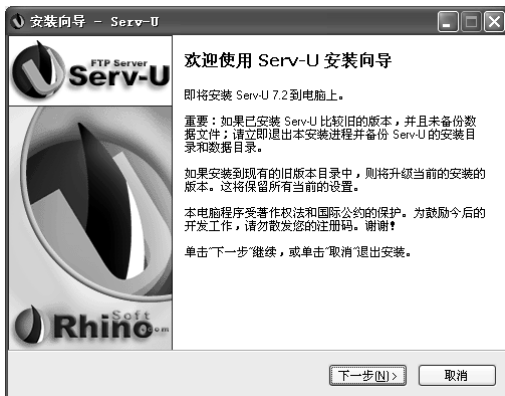 安装向导 - Serv-U
FTP Server
Serv-U
欢迎使用 Serv-U 安装向导
即将安装 Serv-U 7.2到电脑上。
重要：如果已安装 Serv-U 比较旧的版本，并且未备份数
据文件；请立即退出本安装进程并备份 Serv-U 的安装目
录和数据目录。
如果安装到现有的旧版本目录中，则将升级当前的安装的
版本。这将保留所有当前的设置。
本电脑程序受著作权法和国际公约的保护。为鼓励今后的
开发工作，请勿散发您的注册码。谢谢！
单击“下一步”继续，或单击“取消”退出安装。
Rhino
Soft
.com
下一步(N) >
取消